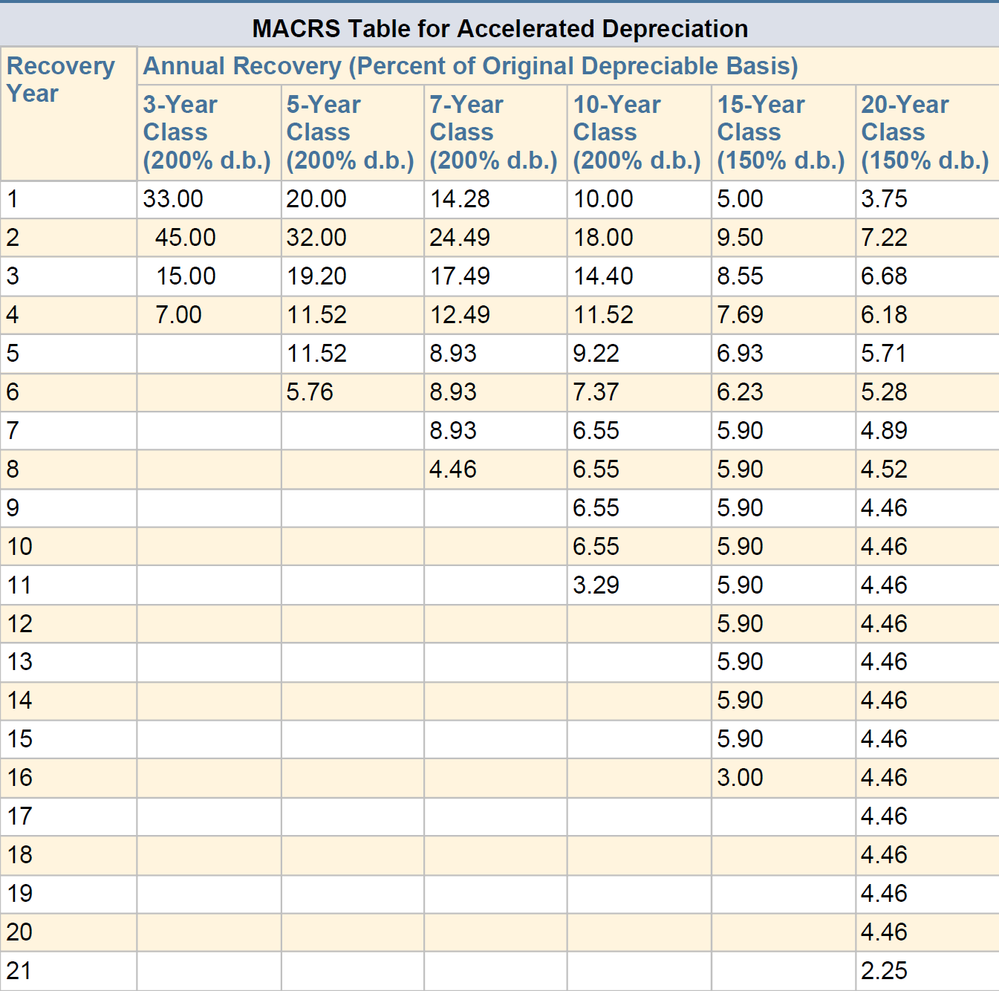 MACRS Table for Accelerated Depreciation
Recovery Year Annual Recovery (Percent of Original Depreciable Basis)
3-Year Class (200% d.b.) 5-Year Class (200% d.b.) 7-Year Class (200% d.b.) 10-Year Class (200% d.b.) 15-Year Class (150% d.b.) 20-Year Class (150% d.b.)
1 33.00 20.00 14.28 10.00 5.00 3.75
2 45.00 32.00 24.49 18.00 9.50 7.22
3 15.00 19.20 17.49 14.40 8.55 6.68
4 7.00 11.52 12.49 11.52 7.69 6.18
5 11.52 8.93 9.22 6.93 5.71
6 5.76 8.93 7.37 6.23 5.28
7 8.93 6.55 5.90 4.89
8 4.46 6.55 5.90 4.52
9 6.55 5.90 4.46
10 6.55 5.90 4.46
11 3.29 5.90 4.46
12 5.90 4.46
13 5.90 4.46
14 5.90 4.46
15 5.90 4.46
16 3.00 4.46
17 4.46
18 4.46
19 4.46
20 4.46
21 2.25